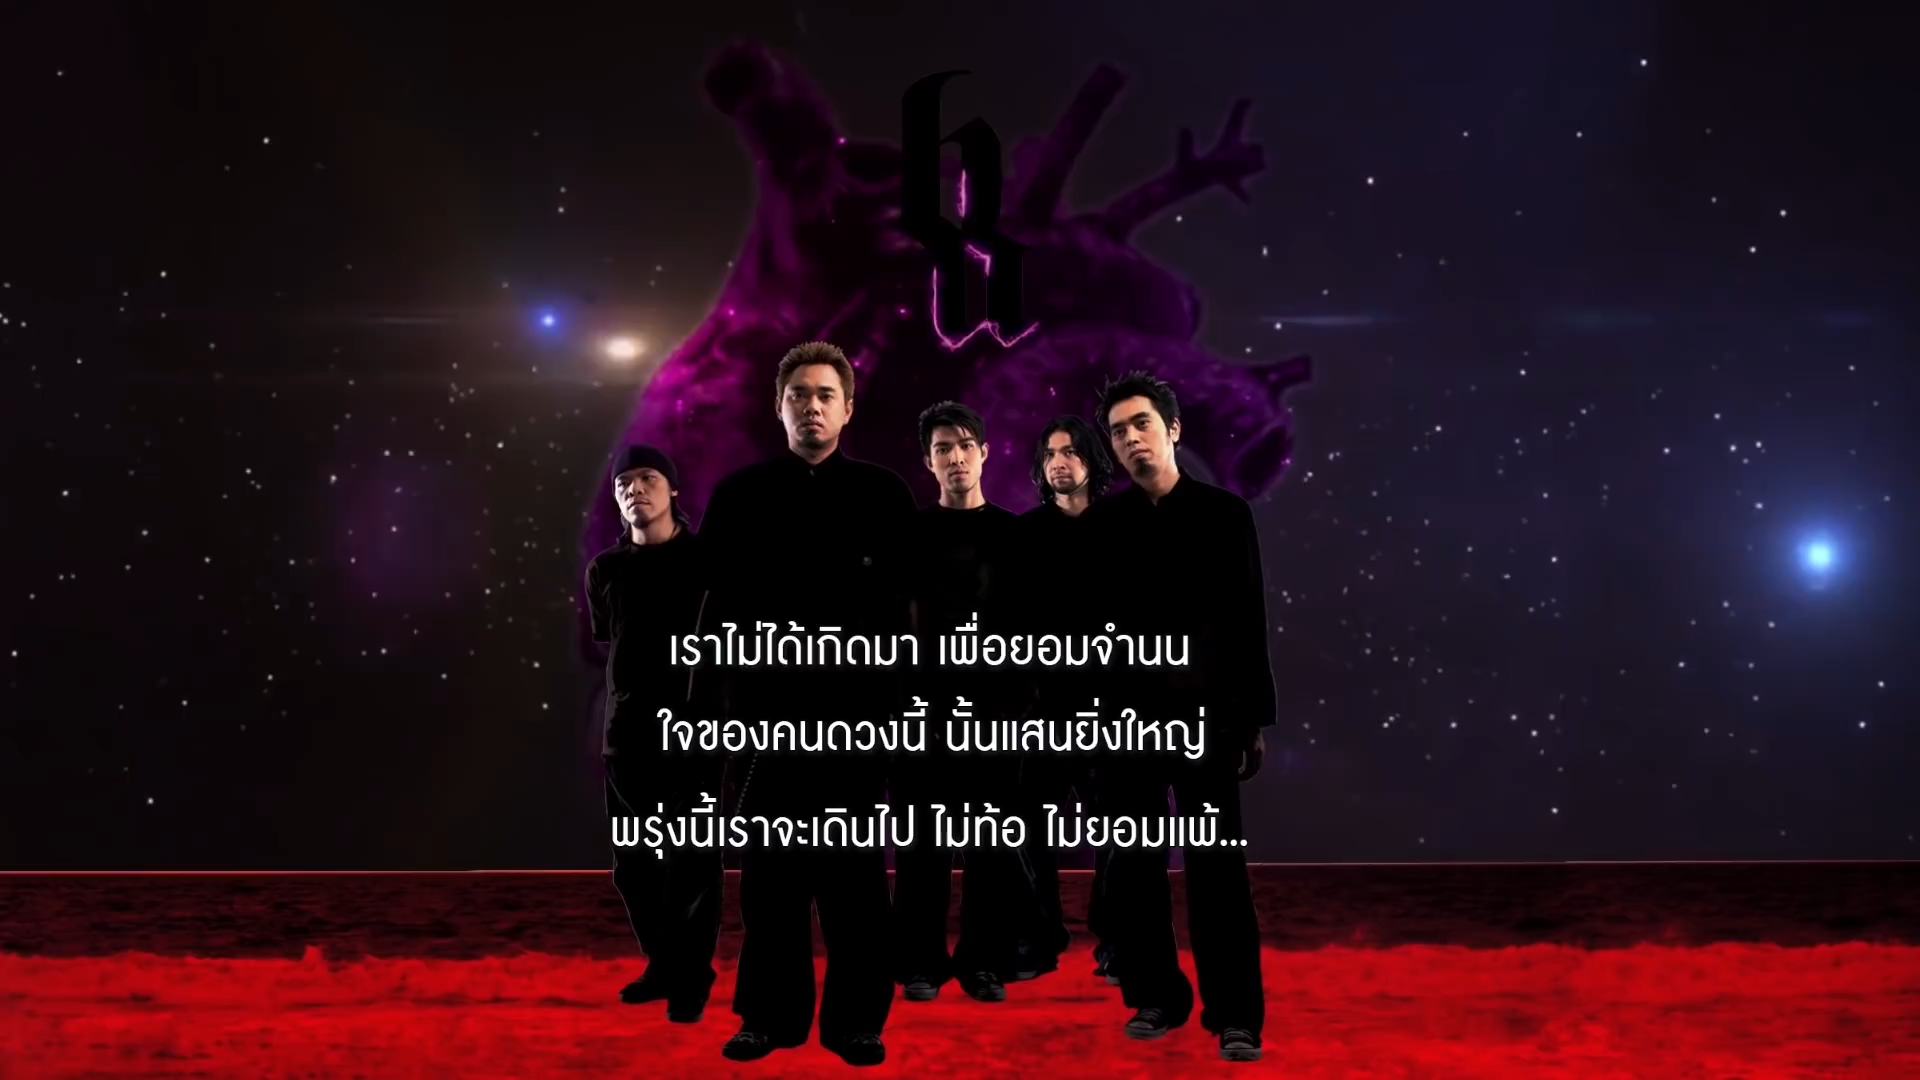 เราไม่ได้เกิดมา เพื่อยอมจำนน
ใจของคนดวงนี้ นั้นแสนยิ่งใหญ่
พรุ่งนี้เราจะเดินไป ไม่ท้อ ไม่ยอมแพ้...